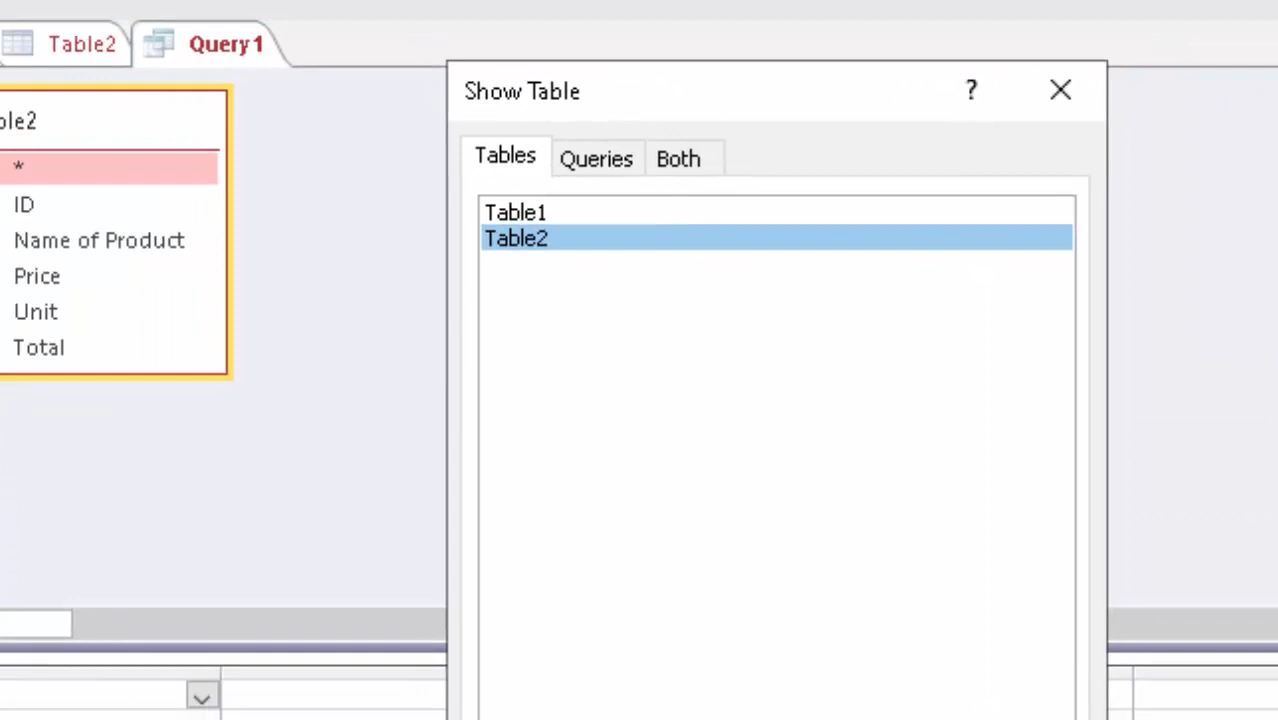 Table2
Query1
Show Table
?
Tables
Queries
Both
Table1
Table2
ble2
*
ID
Name of Product
Price
Unit
Total